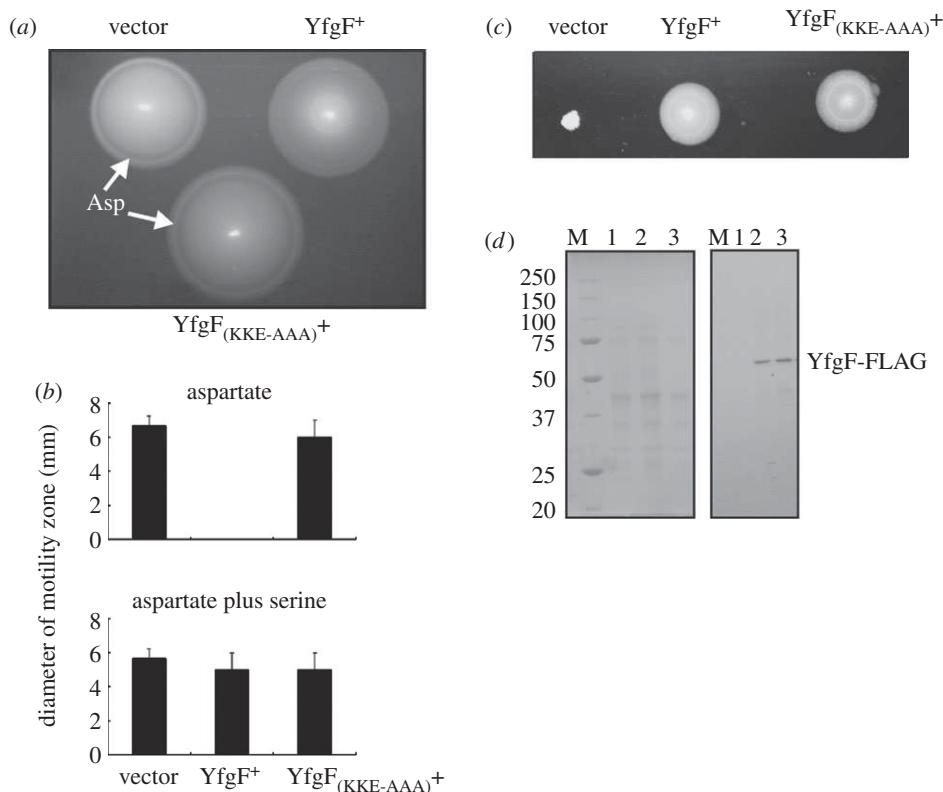 (a)
vector YfgF+
Asp
YfgF(KKE-AAA)+
(b)
aspartate
8
6
4
2
0
aspartate plus serine
8
6
4
2
0
diameter of motility zone (mm)
vector YfgF+ YfgF(KKE-AAA)+
(c)
vector YfgF+ YfgF(KKE-AAA)+
(d)
M 1 2 3 M 1 2 3
250
150
100
75
50
37
25
20
YfgF-FLAG